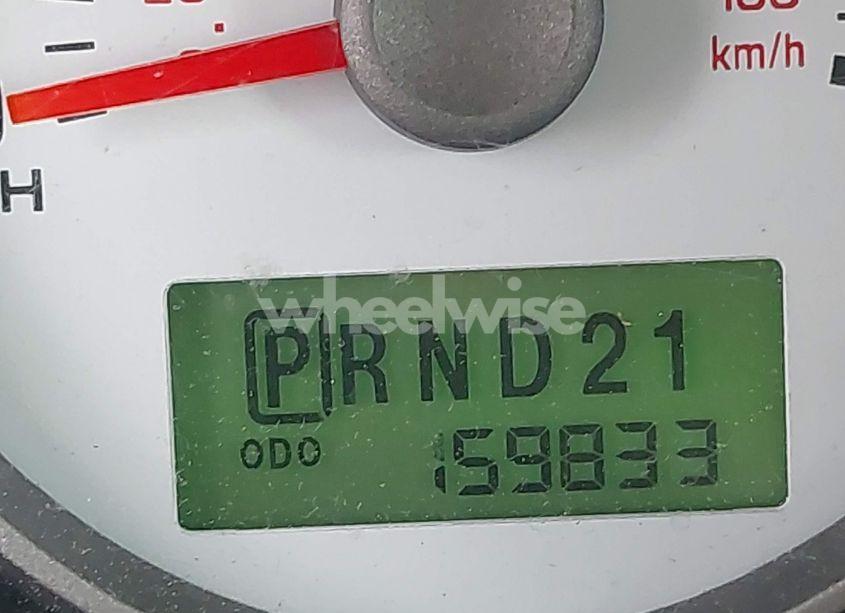 km/h
H
wheelwise
PRND21
ODO 159833